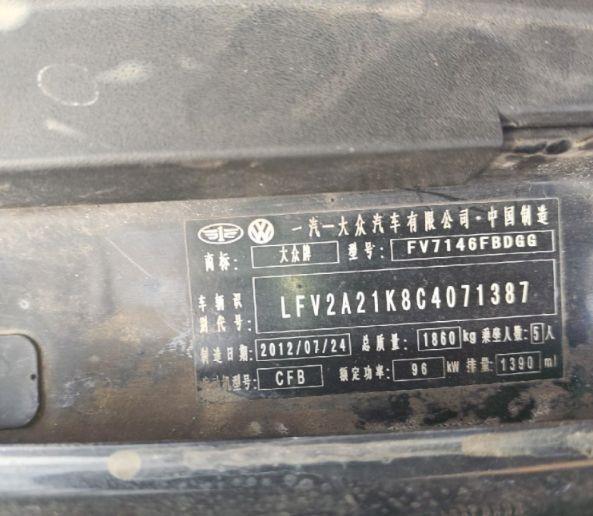 一汽一大众汽车有限公司·中国制造
商标: 大众牌 型号: FV7146FBDGG
车辆识别代号: LFV2A21K8C4071387
制造日期: 2012/07/24 总质量: 1860 kg 乘坐人数: 5 人
发动机型号: CFB 额定功率: 96 kW 排量: 1390 ml